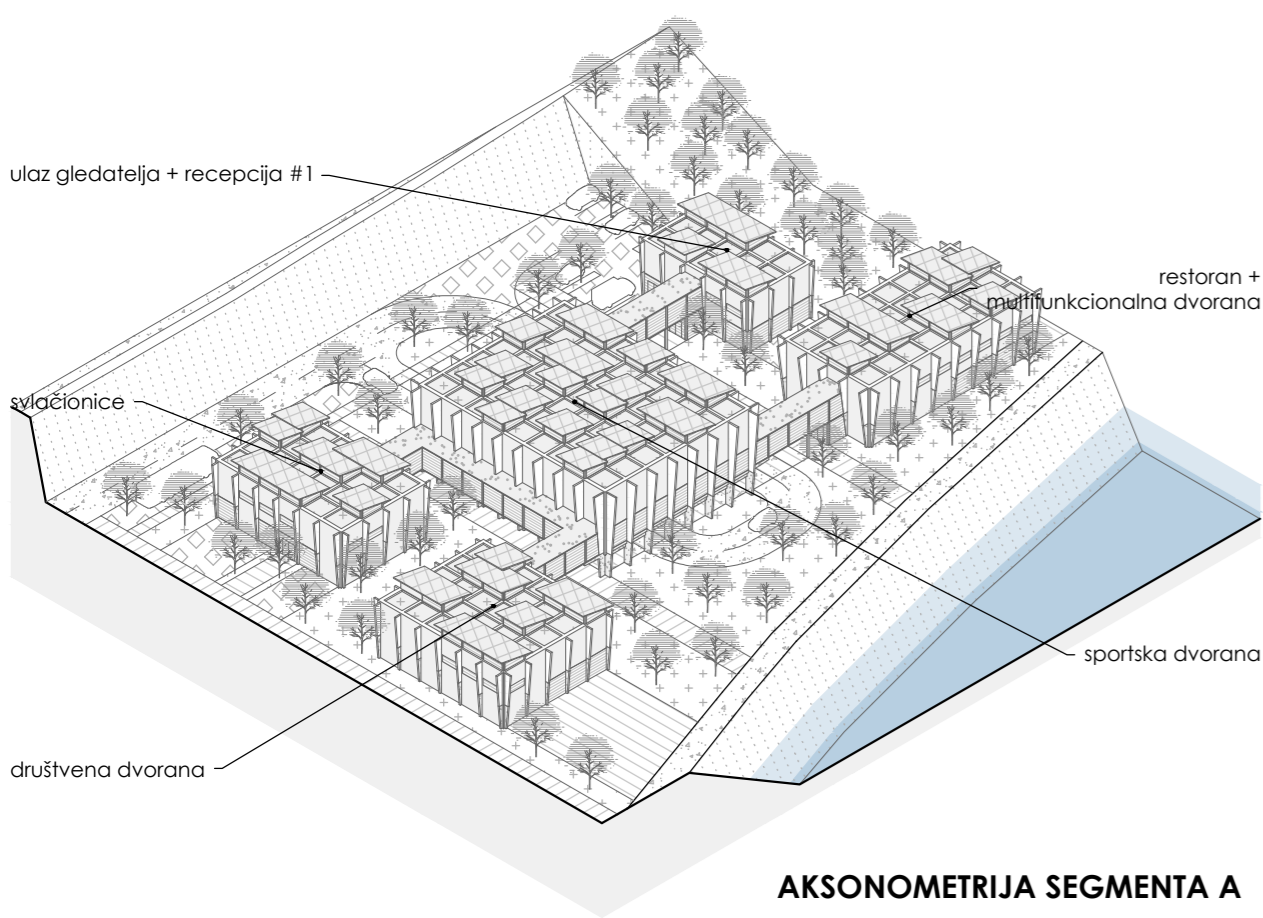 ulaz gledatelja + recepcija #1
restoran +
multifunkcionalna dvorana
svlačionice
sportska dvorana
društvena dvorana
AKSONOMETRIJA SEGMENTA A